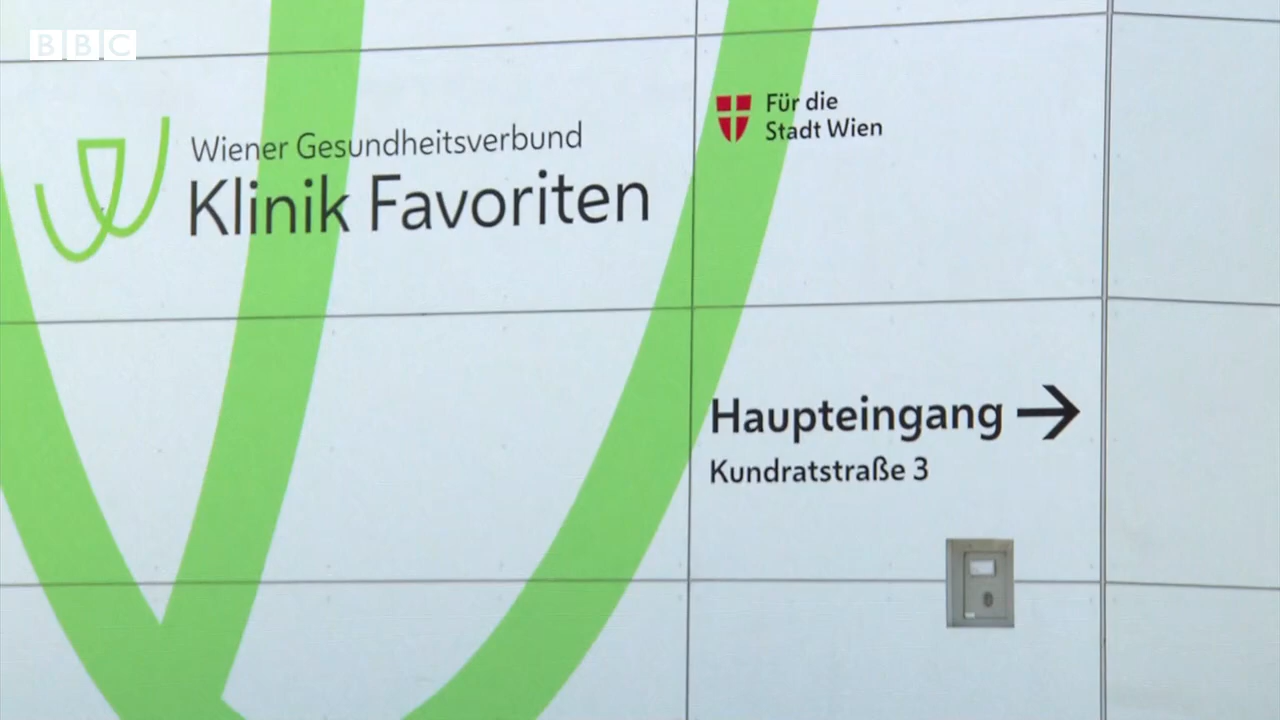 BBC
Wiener Gesundheitsverbund
Klinik Favoriten
Für die
Stadt Wien
Haupteingang →
Kundratstraße 3